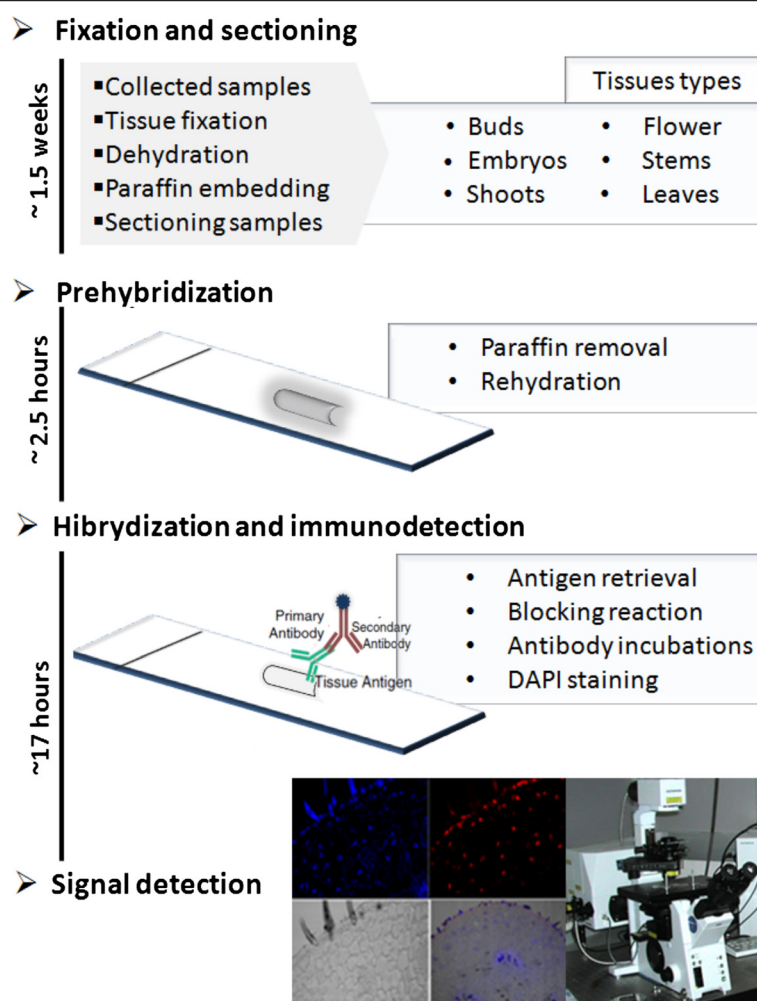 ➢ Fixation and sectioning
~ 1.5 weeks
▪Collected samples
▪Tissue fixation
▪Dehydration
▪Paraffin embedding
▪Sectioning samples
Tissues types
• Buds • Flower
• Embryos • Stems
• Shoots • Leaves
➢ Prehybridization
~2.5 hours
• Paraffin removal
• Rehydration
➢ Hibrydization and immunodetection
~17 hours
Primary
Antibody
Secondary
Antibody
Tissue Antigen
• Antigen retrieval
• Blocking reaction
• Antibody incubations
• DAPI staining
➢ Signal detection